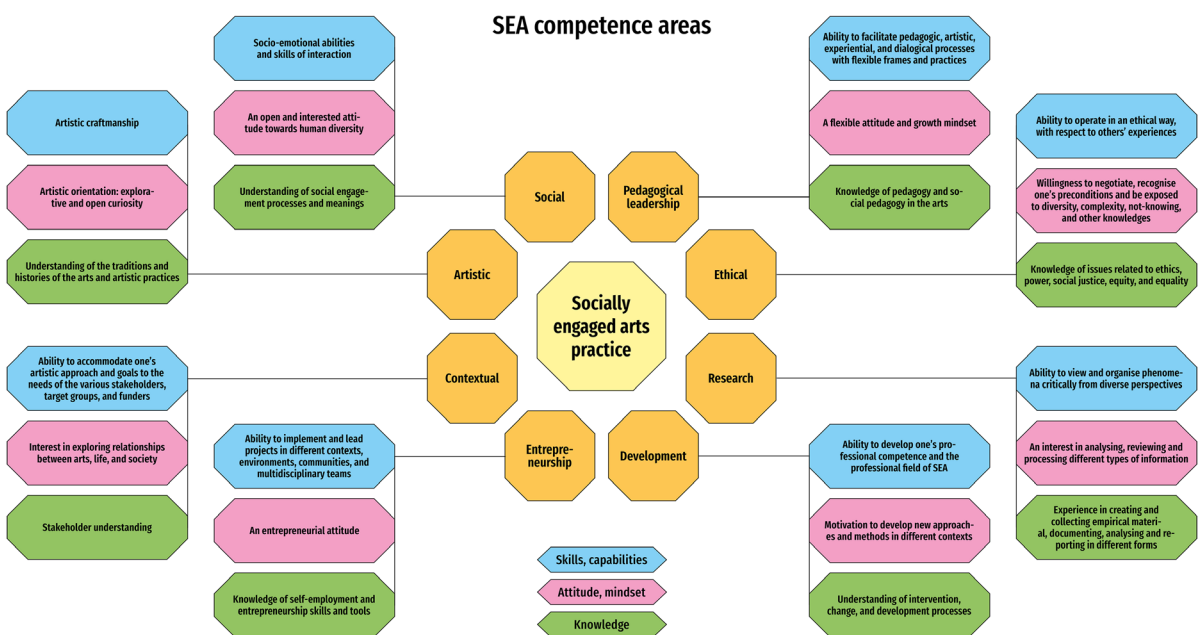 SEA competence areas
Socio-emotional abilities
and skills of interaction
An open and interested atti-
tude towards human diversity
Understanding of social engage-
ment processes and meanings
Artistic craftmanship
Artistic orientation: explora-
tive and open curiosity
Understanding of the traditions and
histories of the arts and artistic practices
Ability to facilitate pedagogic, artistic,
experiential, and dialogical processes
with flexible frames and practices
A flexible attitude and growth mindset
Knowledge of pedagogy and so-
cial pedagogy in the arts
Ability to operate in an ethical way,
with respect to others' experiences
Willingness to negotiate, recognise
one's preconditions and be exposed
to diversity, complexity, not-knowing,
and other knowledges
Knowledge of issues related to ethics,
power, social justice, equity, and equality
Social
Pedagogical
leadership
Artistic
Ethical
Socially
engaged arts
practice
Contextual
Research
Entrepre-
neurship
Development
Ability to accommodate one's
artistic approach and goals to the
needs of the various stakeholders,
target groups, and funders
Interest in exploring relationships
between arts, life, and society
Stakeholder understanding
Ability to implement and lead
projects in different contexts,
environments, communities, and
multidisciplinary teams
An entrepreneurial attitude
Knowledge of self-employment and
entrepreneurship skills and tools
Ability to develop one's pro-
fessional competence and the
professional field of SEA
Motivation to develop new approach-
es and methods in different contexts
Understanding of intervention,
change, and development processes
Ability to view and organise phenome-
na critically from diverse perspectives
An interest in analysing, reviewing and
processing different types of information
Experience in creating and
collecting empirical materi-
al, documenting, analysing and re-
porting in different forms
Skills, capabilities
Attitude, mindset
Knowledge